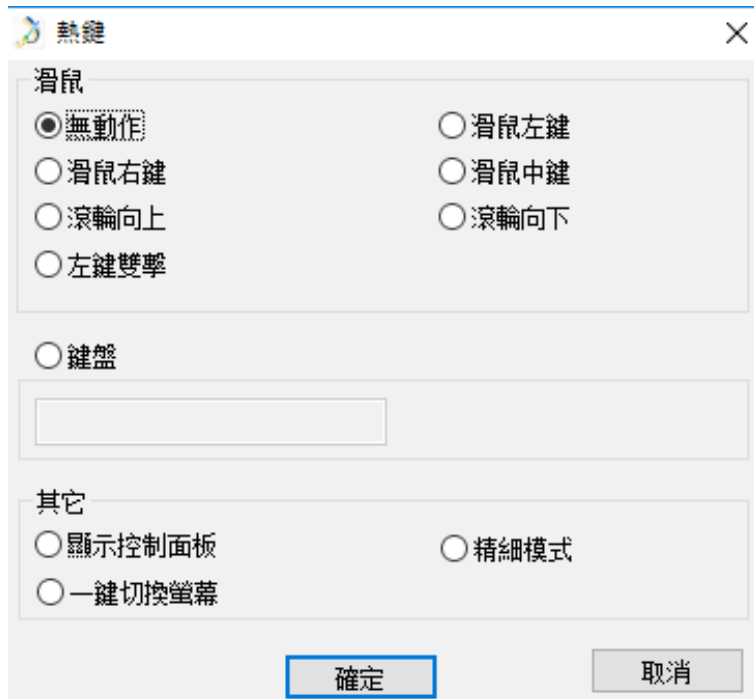 熱鍵
滑鼠
無動作 滑鼠左鍵
滑鼠右鍵 滑鼠中鍵
滾輪向上 滾輪向下
左鍵雙擊
鍵盤
其它
顯示控制面板 精細模式
一鍵切換螢幕
確定 取消